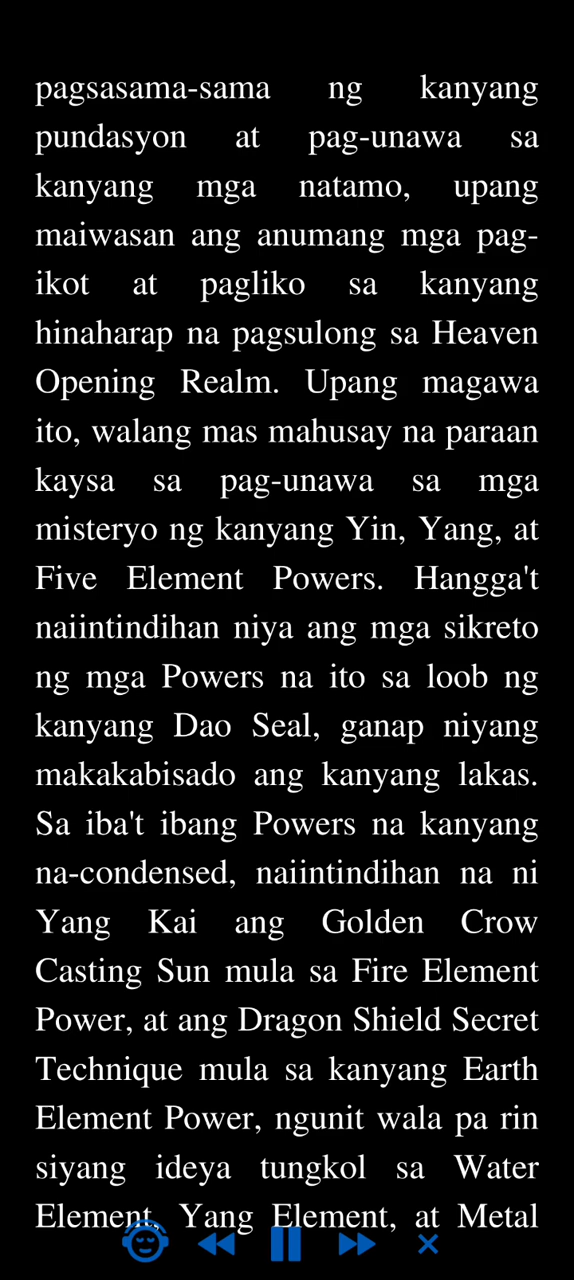 pagsasama-sama ng kanyang
pundasyon at pag-unawa sa
kanyang mga natamo, upang
maiwasan ang anumang mga pag-
ikot at pagliko sa kanyang
hinaharap na pagsulong sa Heaven
Opening Realm. Upang magawa
ito, walang mas mahusay na paraan
kaysa sa pag-unawa sa mga
misteryo ng kanyang Yin, Yang, at
Five Element Powers. Hangga't
naiintindihan niya ang mga sikreto
ng mga Powers na ito sa loob ng
kanyang Dao Seal, ganap niyang
makakabisado ang kanyang lakas.
Sa iba't ibang Powers na kanyang
na-condensed, naiintindihan na ni
Yang Kai ang Golden Crow
Casting Sun mula sa Fire Element
Power, at ang Dragon Shield Secret
Technique mula sa kanyang Earth
Element Power, ngunit wala pa rin
siyang ideya tungkol sa Water
Element, Yang Element, at Metal